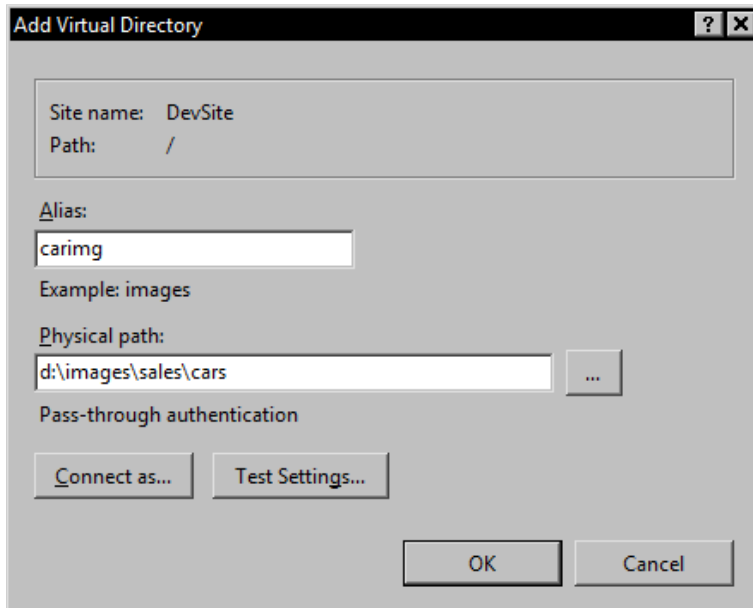 Add Virtual Directory
? X
Site name: DevSite
Path: /
Alias:
carimg
Example: images
Physical path:
d:\images\sales\cars
...
Pass-through authentication
Connect as... Test Settings...
OK Cancel